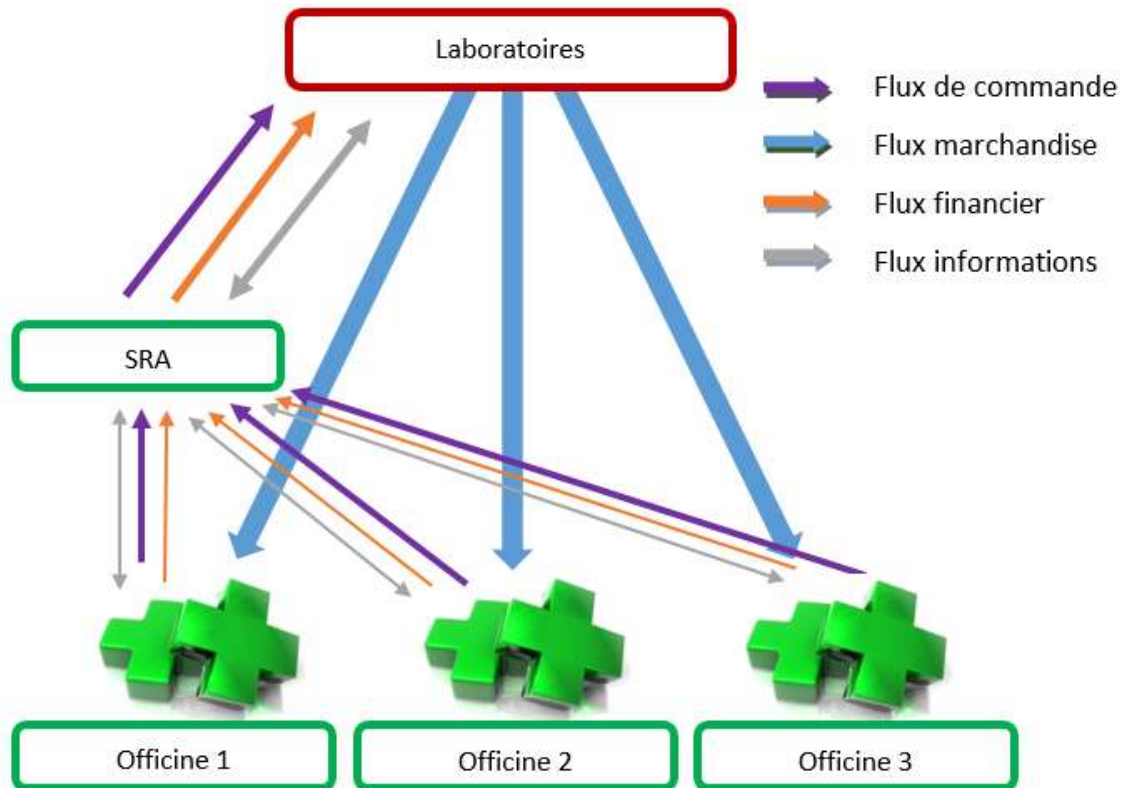 Laboratoires
Flux de commande
Flux marchandise
Flux financier
Flux informations
SRA
Officine 1
Officine 2
Officine 3